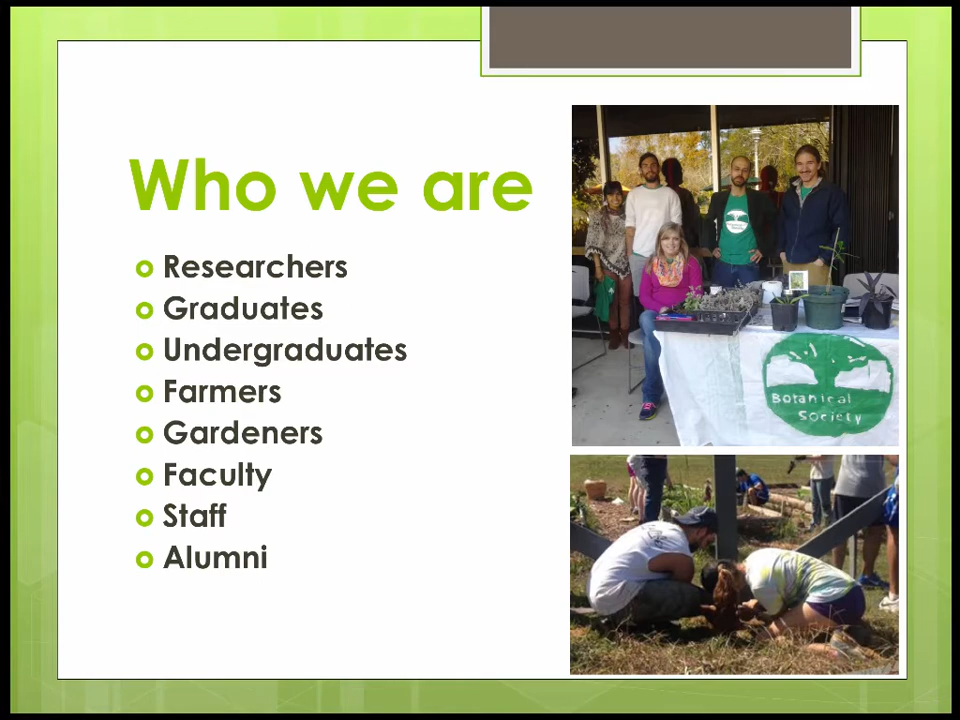 Who we are
Researchers
Graduates
Undergraduates
Farmers
Gardeners
Faculty
Staff
Alumni
Botanical
Society